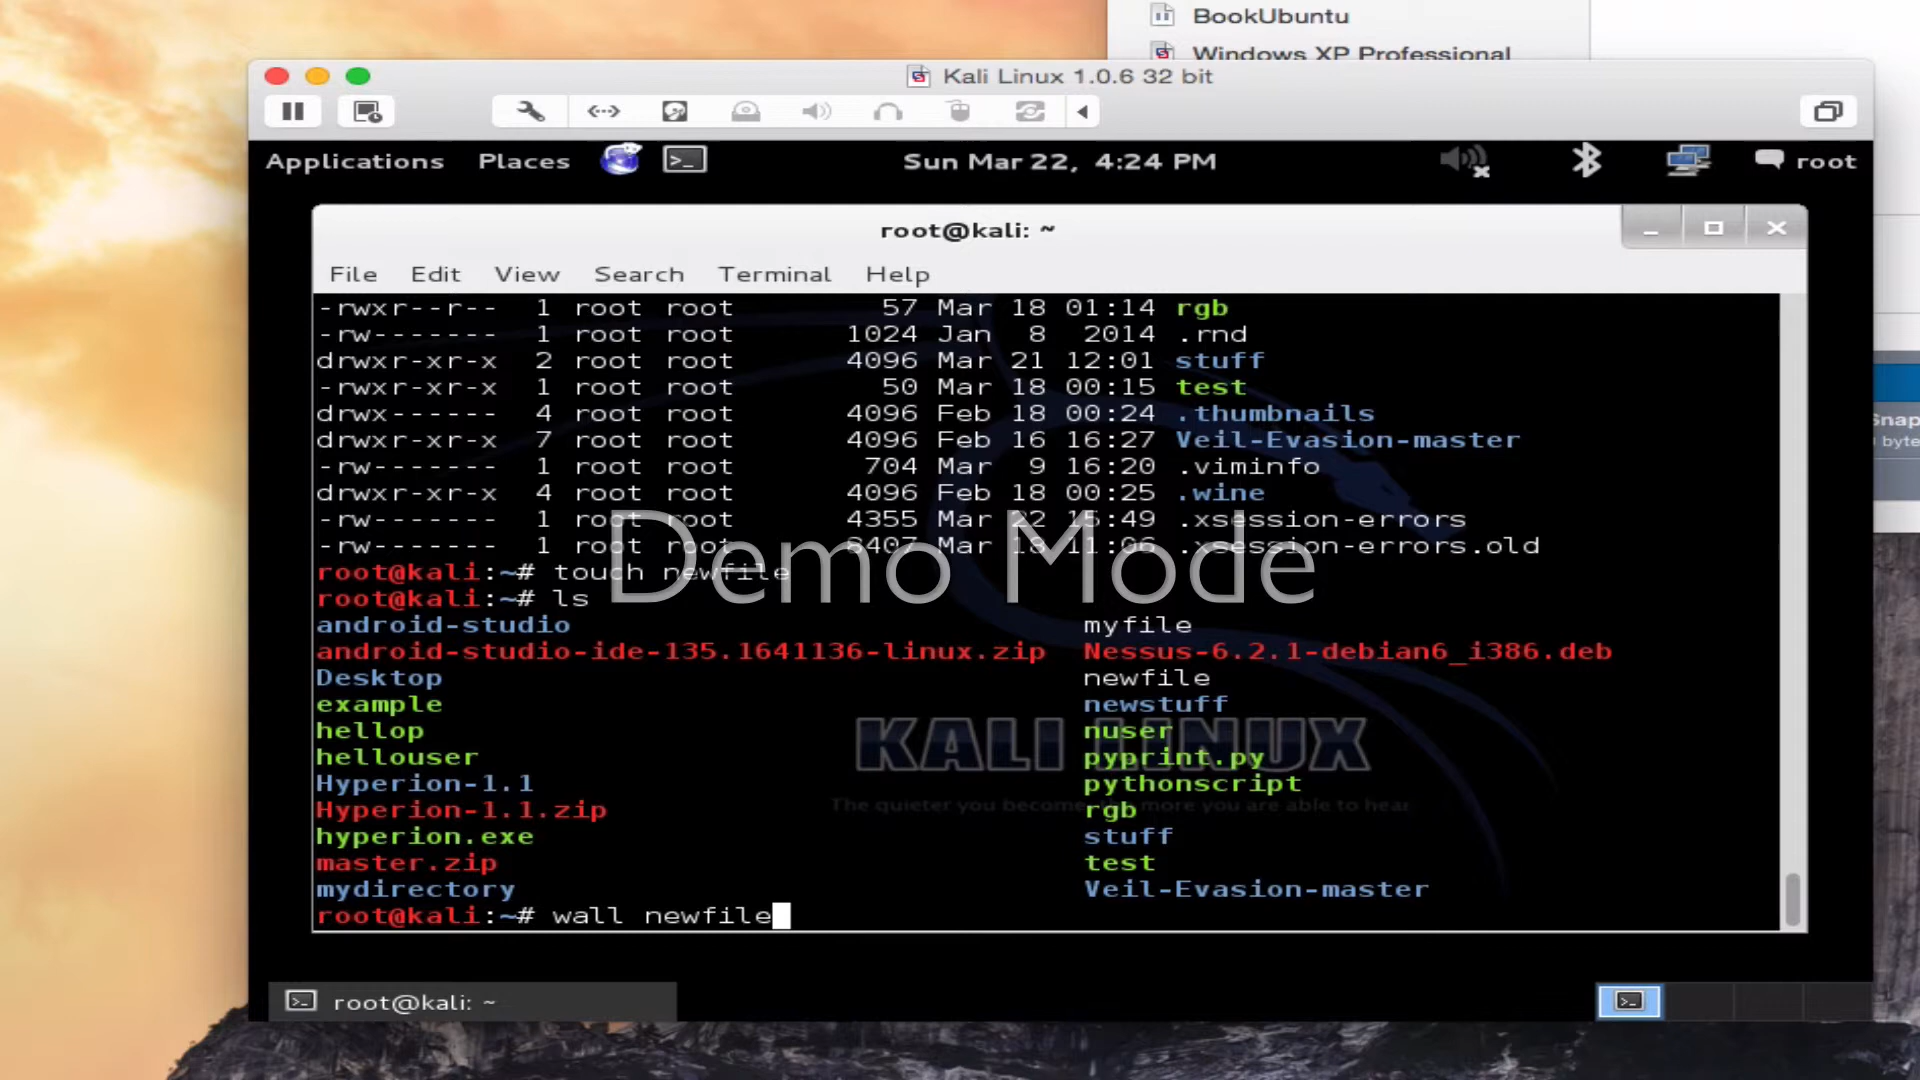 BookUbuntu
Windows XP Professional
Kali Linux 1.0.6 32 bit
Applications Places Sun Mar 22, 4:24 PM root
root@kali: ~
File Edit View Search Terminal Help
-rwxr--r-- 1 root root 57 Mar 18 01:14 rgb
-rw------- 1 root root 1024 Jan 8 2014 .rnd
drwxr-xr-x 2 root root 4096 Mar 21 12:01 stuff
-rwxr-xr-x 1 root root 50 Mar 18 00:15 test
drwx------ 4 root root 4096 Feb 18 00:24 .thumbnails
drwxr-xr-x 7 root root 4096 Feb 16 16:27 Veil-Evasion-master
-rw------- 1 root root 704 Mar 9 16:20 .viminfo
drwxr-xr-x 4 root root 4096 Feb 18 00:25 .wine
-rw------- 1 root root 4355 Mar 22 15:49 .xsession-errors
-rw------- 1 root root 6407 Mar 18 11:06 .xsession-errors.old
Demo Mode
root@kali:~# touch newfile
root@kali:~# ls
android-studio myfile
android-studio-ide-135.1641136-linux.zip Nessus-6.2.1-debian6_i386.deb
Desktop newfile
example newstuff
hellop nuser
KALI LINUX
hellouser pyprint.py
Hyperion-1.1 pythonscript
The quieter you become, the more you are able to hear
Hyperion-1.1.zip rgb
hyperion.exe stuff
master.zip test
mydirectory Veil-Evasion-master
root@kali:~# wall newfile
root@kali: ~
Snap
byte